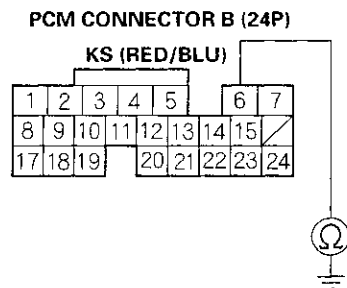 PCM CONNECTOR B (24P)
KS (RED/BLU)
1 2 3 4 5 6 7
8 9 10 11 12 13 14 15
17 18 19 20 21 22 23 24
Ω